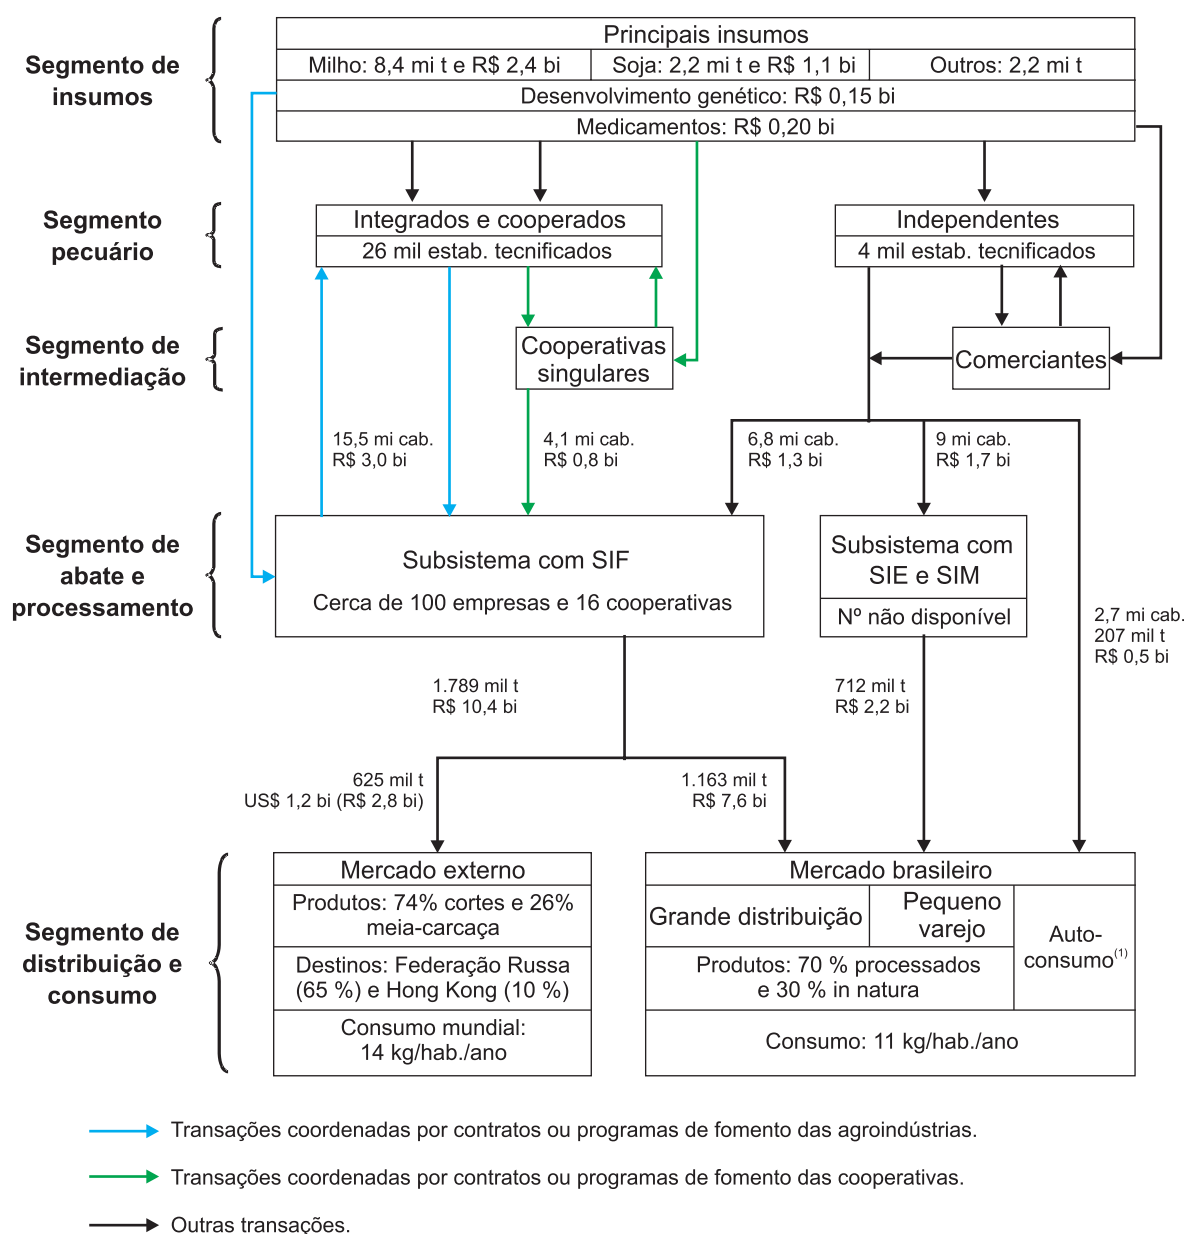 Segmento de
insumos
Principais insumos
Milho: 8,4 mi t e R$ 2,4 bi
Soja: 2,2 mi t e R$ 1,1 bi
Outros: 2,2 mi t
Desenvolvimento genético: R$ 0,15 bi
Medicamentos: R$ 0,20 bi
Segmento
pecuário
Integrados e cooperados
26 mil estab. tecnificados
Independentes
4 mil estab. tecnificados
Segmento de
intermediação
Cooperativas
singulares
Comerciantes
15,5 mi cab.
R$ 3,0 bi
4,1 mi cab.
R$ 0,8 bi
6,8 mi cab.
R$ 1,3 bi
9 mi cab.
R$ 1,7 bi
Segmento de
abate e
processamento
Subsistema com SIF
Cerca de 100 empresas e 16 cooperativas
Subsistema com
SIE e SIM
Nº não disponível
2,7 mi cab.
207 mil t
R$ 0,5 bi
1.789 mil t
R$ 10,4 bi
712 mil t
R$ 2,2 bi
625 mil t
US$ 1,2 bi (R$ 2,8 bi)
1.163 mil t
R$ 7,6 bi
Segmento de
distribuição e
consumo
Mercado externo
Produtos: 74% cortes e 26%
meia-carcaça
Destinos: Federação Russa
(65 %) e Hong Kong (10 %)
Consumo mundial:
14 kg/hab./ano
Mercado brasileiro
Grande distribuição
Pequeno
varejo
Auto-
consumo(1)
Produtos: 70 % processados
e 30 % in natura
Consumo: 11 kg/hab./ano
Transações coordenadas por contratos ou programas de fomento das agroindústrias.
Transações coordenadas por contratos ou programas de fomento das cooperativas.
Outras transações.